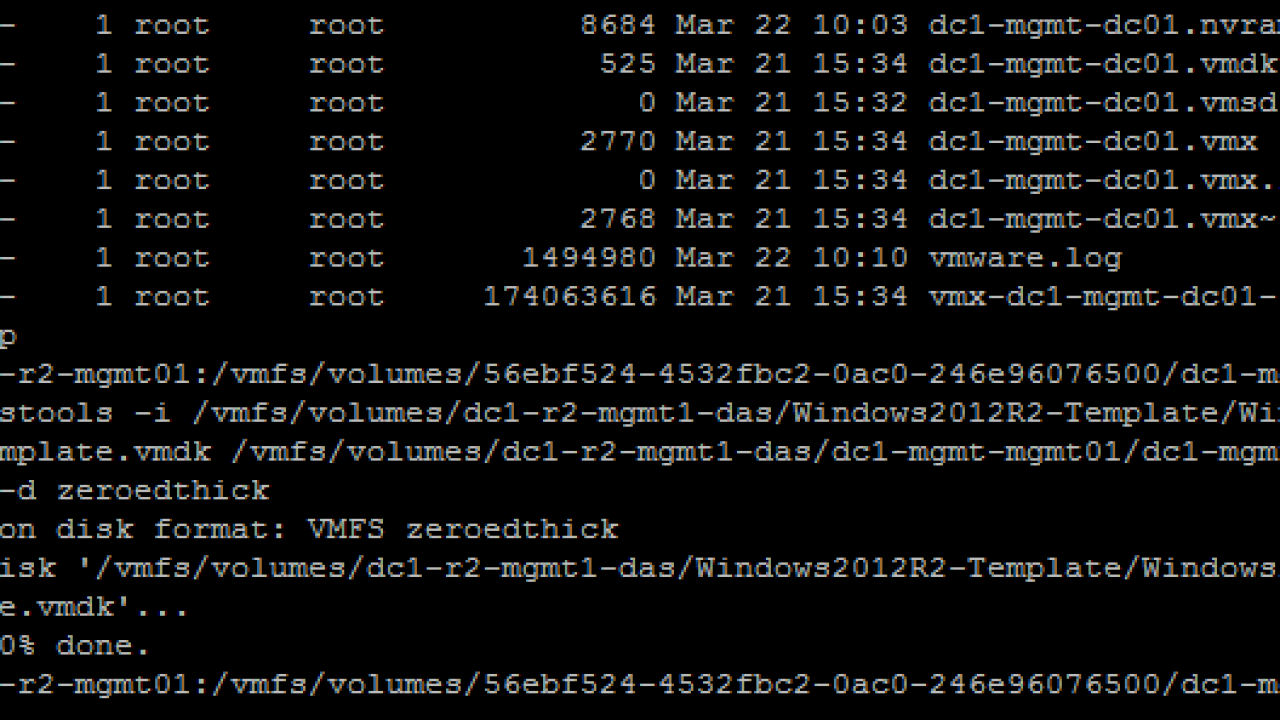 - 1 root root 8684 Mar 22 10:03 dc1-mgmt-dc01.nvra
- 1 root root 525 Mar 21 15:34 dc1-mgmt-dc01.vmdk
- 1 root root 0 Mar 21 15:32 dc1-mgmt-dc01.vmsd
- 1 root root 2770 Mar 21 15:34 dc1-mgmt-dc01.vmx
- 1 root root 0 Mar 21 15:34 dc1-mgmt-dc01.vmx.
- 1 root root 2768 Mar 21 15:34 dc1-mgmt-dc01.vmx~
- 1 root root 1494980 Mar 22 10:10 vmware.log
- 1 root root 174063616 Mar 21 15:34 vmx-dc1-mgmt-dc01-
p
-r2-mgmt01:/vmfs/volumes/56ebf524-4532fbc2-0ac0-246e96076500/dc1-m
stools -i /vmfs/volumes/dc1-r2-mgmt1-das/Windows2012R2-Template/Wi
mplate.vmdk /vmfs/volumes/dc1-r2-mgmt1-das/dc1-mgmt-mgmt01/dc1-mgm
-d zeroedthick
on disk format: VMFS zeroedthick
isk '/vmfs/volumes/dc1-r2-mgmt1-das/Windows2012R2-Template/Windows
e.vmdk'...
0% done.
-r2-mgmt01:/vmfs/volumes/56ebf524-4532fbc2-0ac0-246e96076500/dc1-m